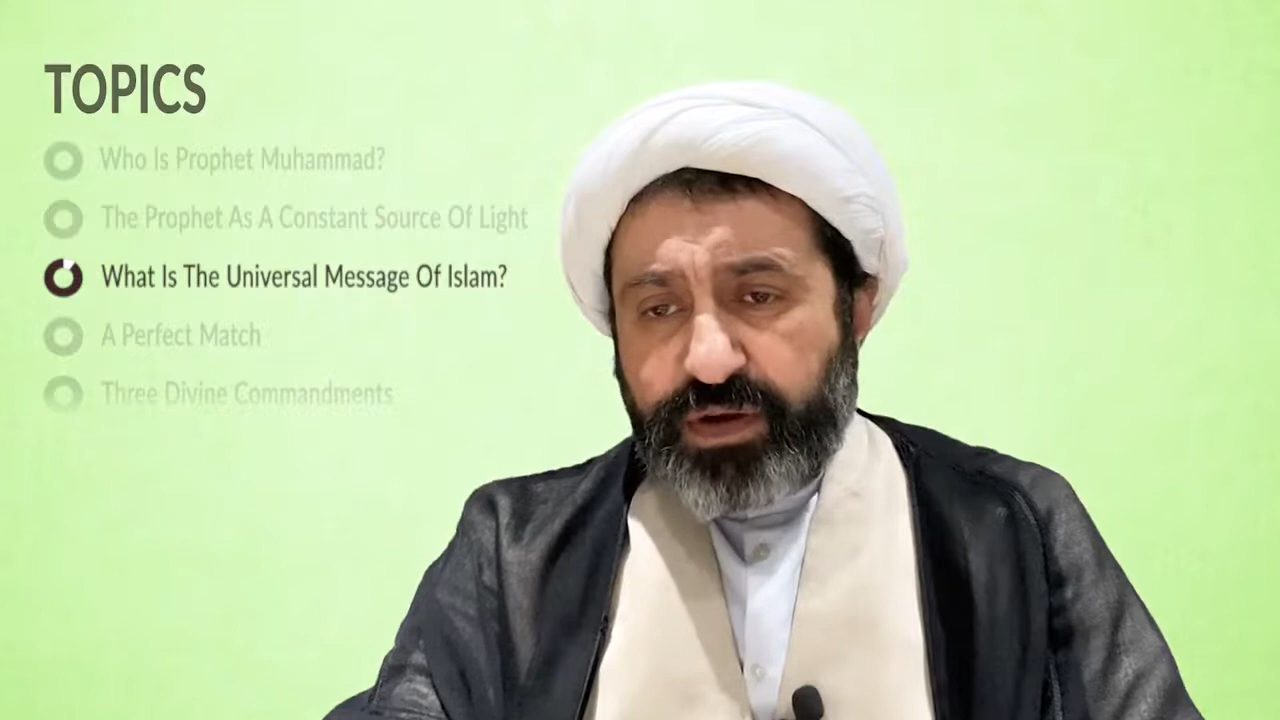 TOPICS
Who Is Prophet Muhammad?
The Prophet As A Constant Source Of Light
What Is The Universal Message Of Islam?
A Perfect Match
Three Divine Commandments